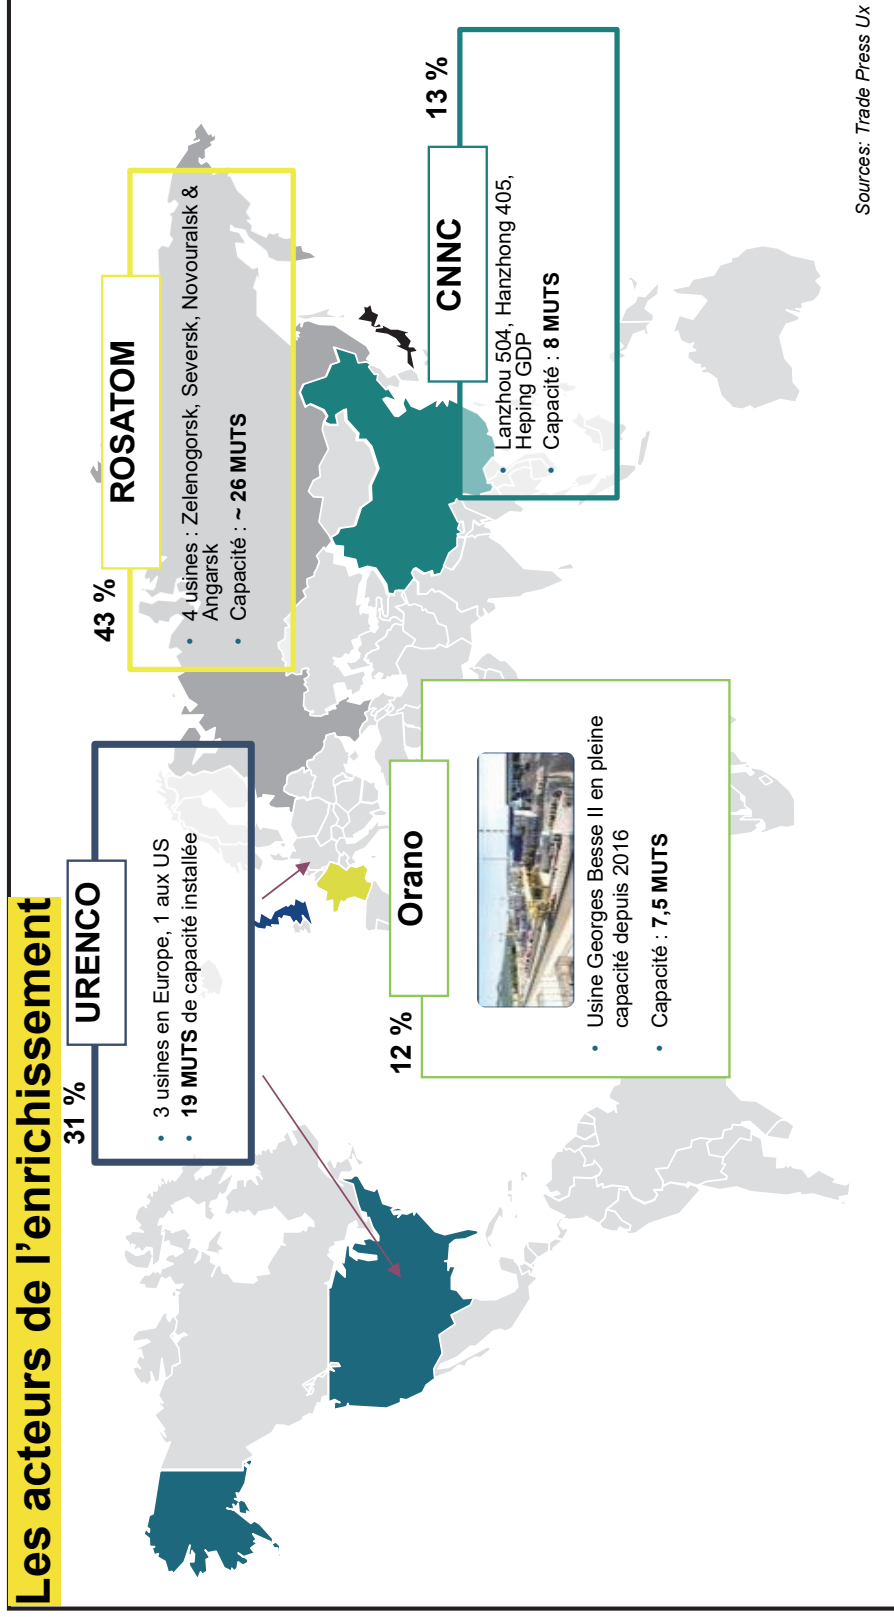 Les acteurs de l’enrichissement
31 %
URENCO
• 3 usines en Europe, 1 aux US
• 19 MUTS de capacité installée
43 %
ROSATOM
• 4 usines : Zelenogorsk, Seversk, Novouralsk &
Angarsk
• Capacité : ~ 26 MUTS
12 %
Orano
• Usine Georges Besse II en pleine
capacité depuis 2016
• Capacité : 7,5 MUTS
13 %
CNNC
• Lanzhou 504, Hanzhong 405,
Heping GDP
• Capacité : 8 MUTS
Sources: Trade Press Ux